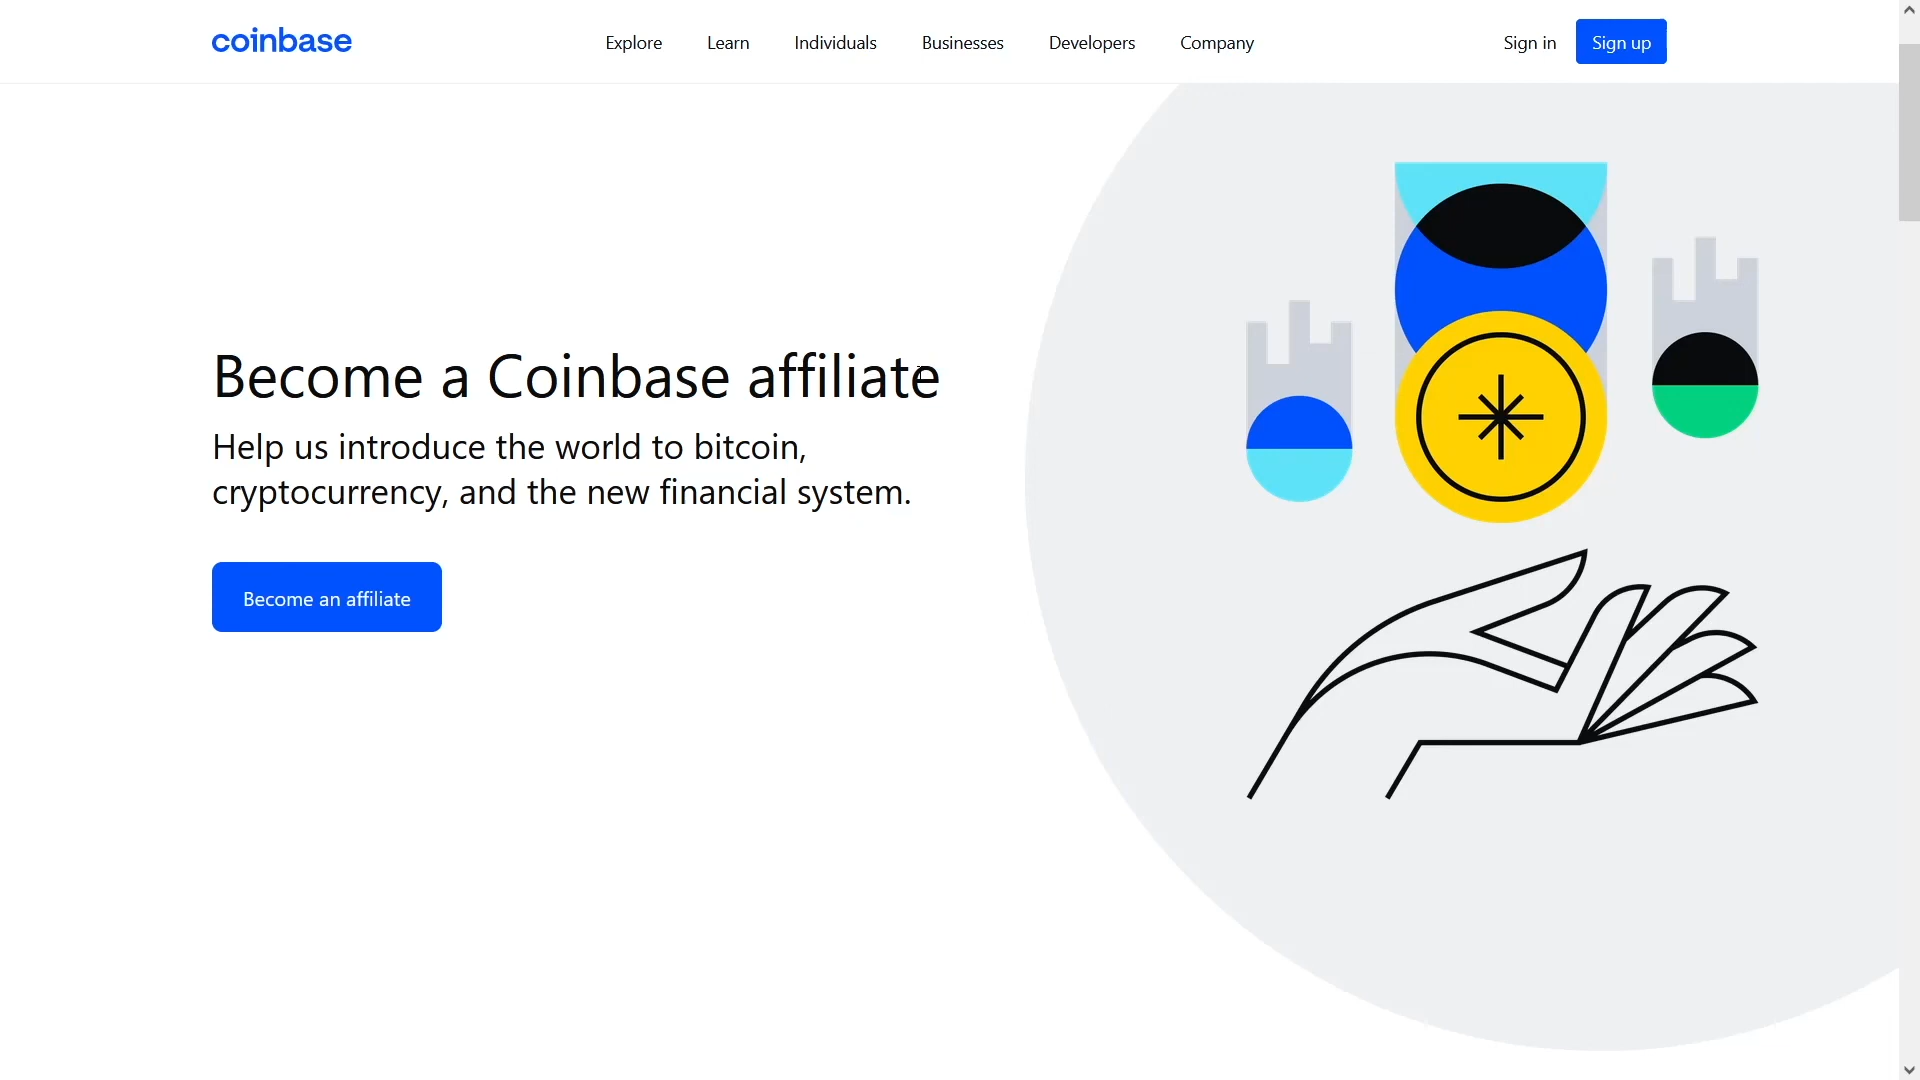 coinbase
Explore
Learn
Individuals
Businesses
Developers
Company
Sign in
Sign up
Become a Coinbase affiliate
Help us introduce the world to bitcoin,
cryptocurrency, and the new financial system.
Become an affiliate